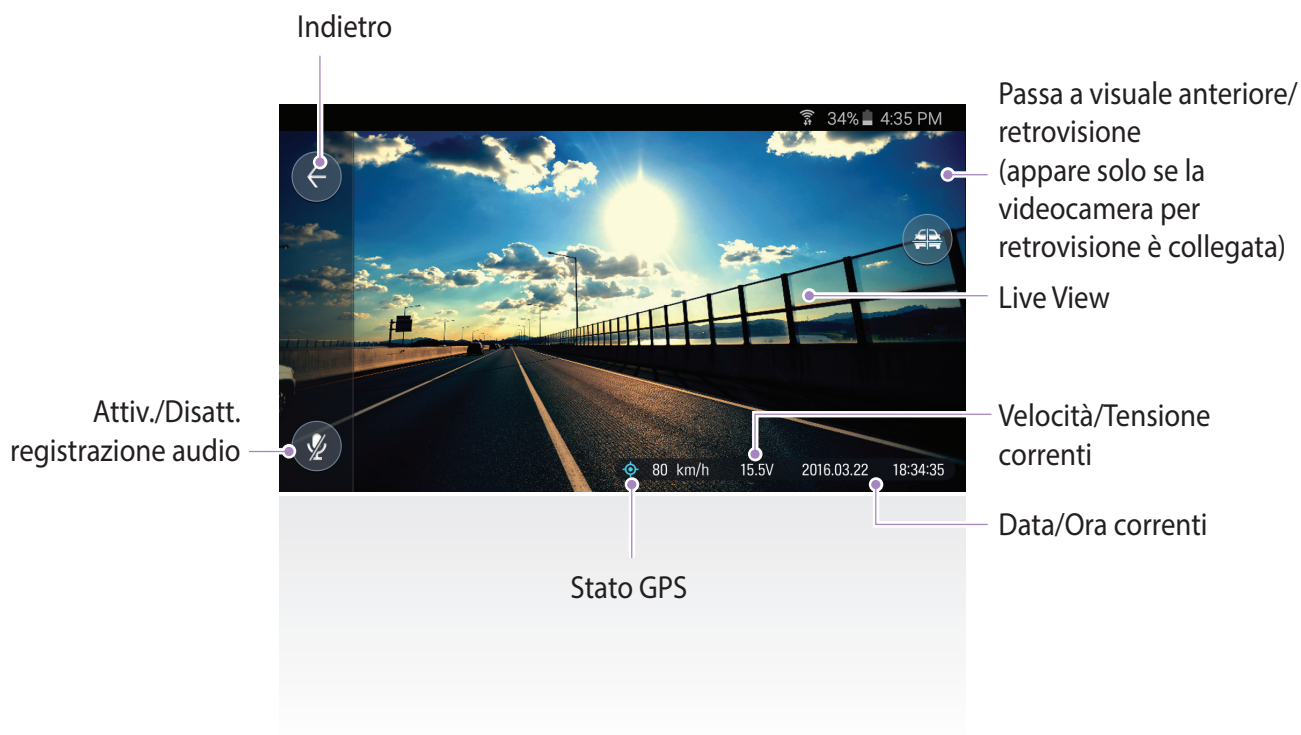 Indietro
34% 4:35 PM
Passa a visuale anteriore/
retrovisione
(appare solo se la
videocamera per
retrovisione è collegata)
Live View
Attiv./Disatt.
registrazione audio
Velocità/Tensione
correnti
80 km/h 15.5V 2016.03.22 18:34:35
Data/Ora correnti
Stato GPS